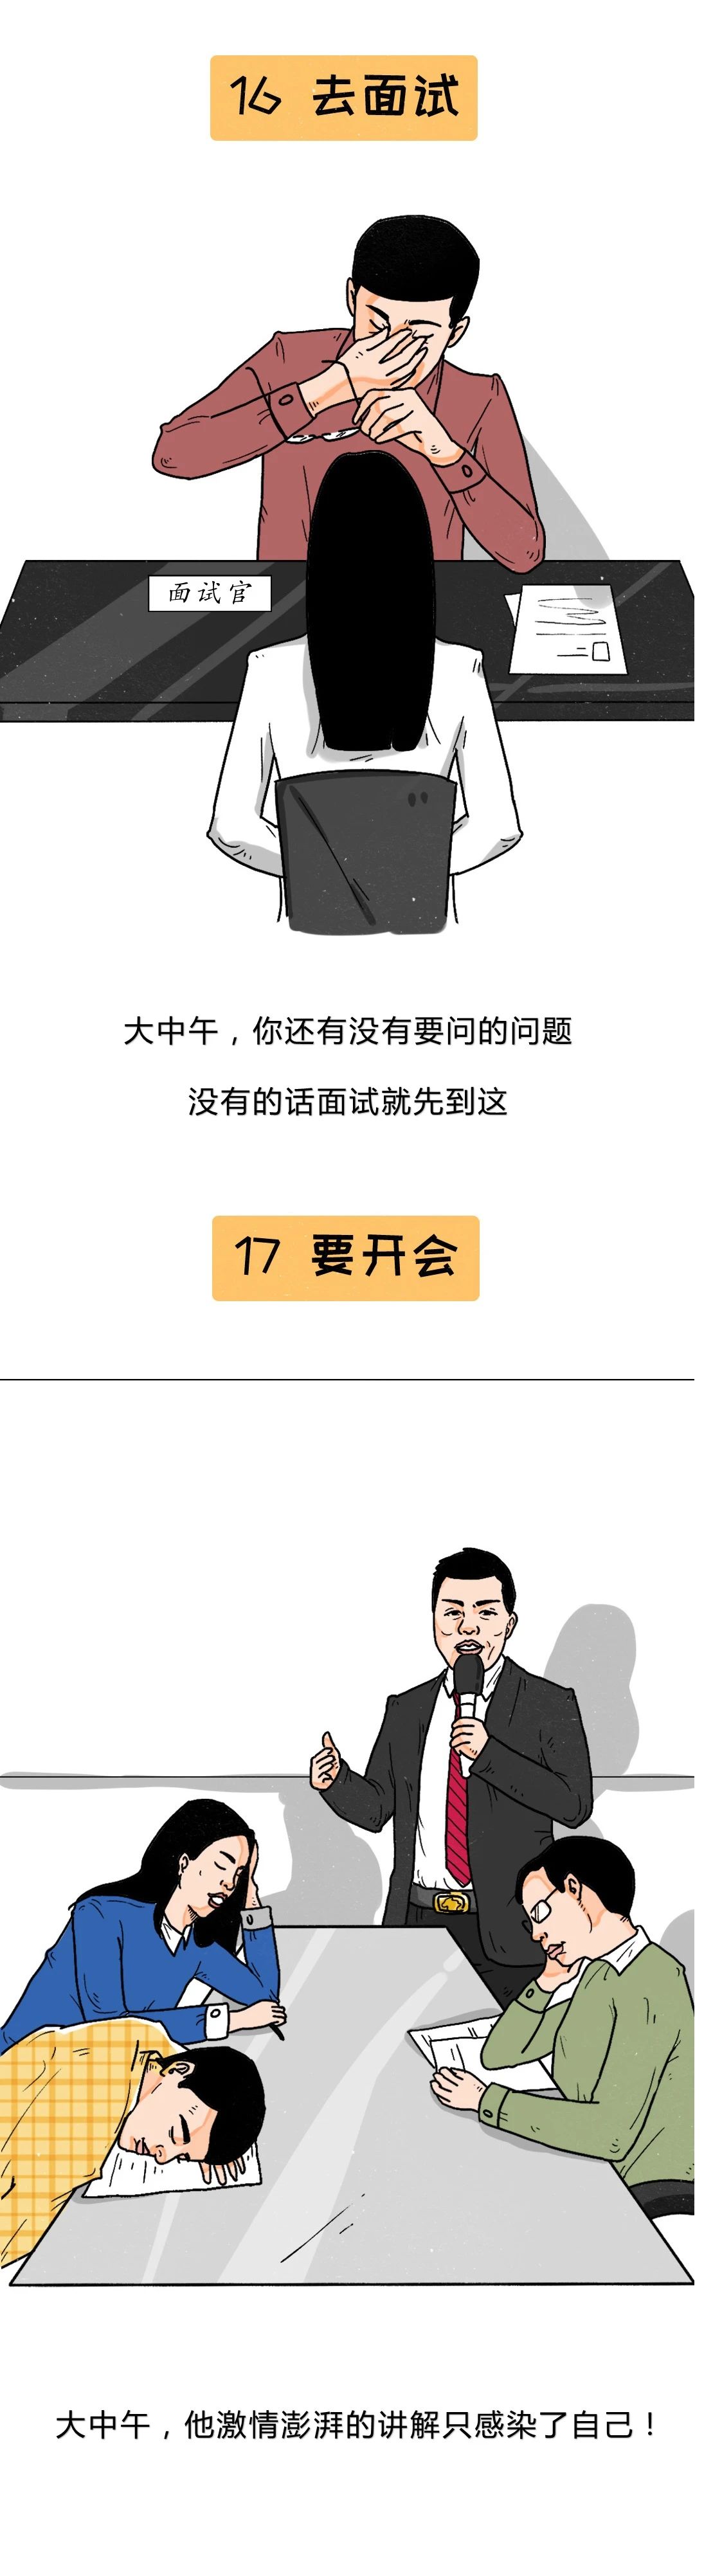 16 去面试
面试官
大中午，你还有没有要问的问题
没有的话面试就先到这
17 要开会
大中午，他激情澎湃的讲解只感染了自己！